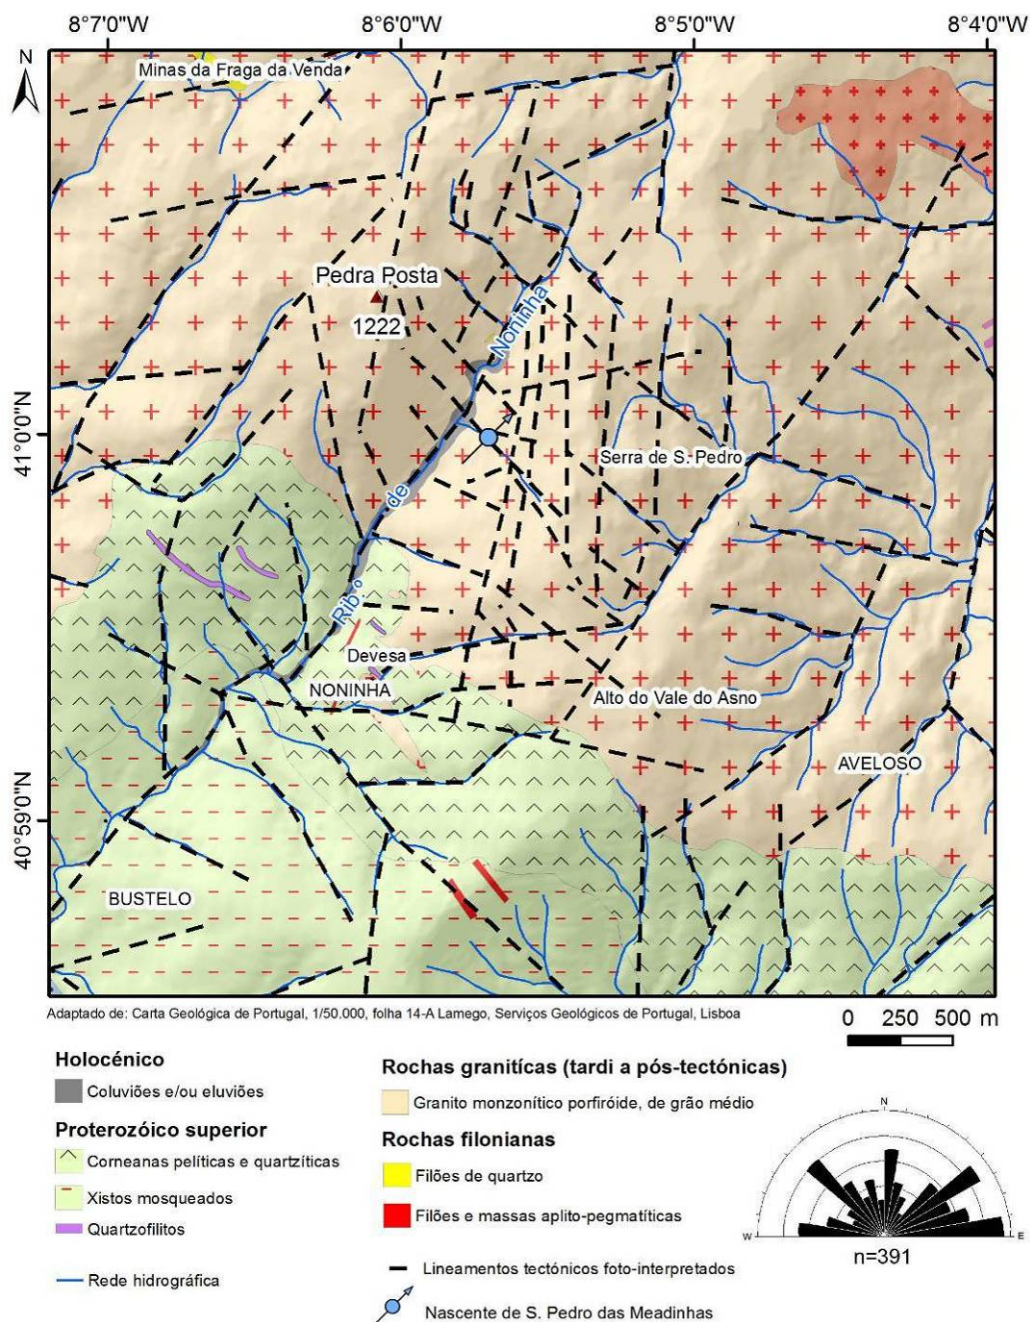 8°7'0"W
8°6'0"W
8°5'0"W
8°4'0"W
N
Minas da Fraga da Venda
Pedra Posta
1222
Noninha
41°0'0"N
Serra de S. Pedro
de
Rib.º
Devesa
NONINHA
Alto do Vale do Asno
AVELOSO
40°59'0"N
BUSTELO
Adaptado de: Carta Geológica de Portugal, 1/50.000, folha 14-A Lamego, Serviços Geológicos de Portugal, Lisboa
0 250 500 m
Holocénico
Coluviões e/ou eluviões
Proterozóico superior
Corneanas pelíticas e quartzíticas
Xistos mosqueados
Quartzofilitos
Rede hidrográfica
Rochas granitícas (tardi a pós-tectónicas)
Granito monzonítico porfiróide, de grão médio
Rochas filonianas
Filões de quartzo
Filões e massas aplito-pegmatíticas
Lineamentos tectónicos foto-interpretados
Nascente de S. Pedro das Meadinhas
N
W
E
n=391